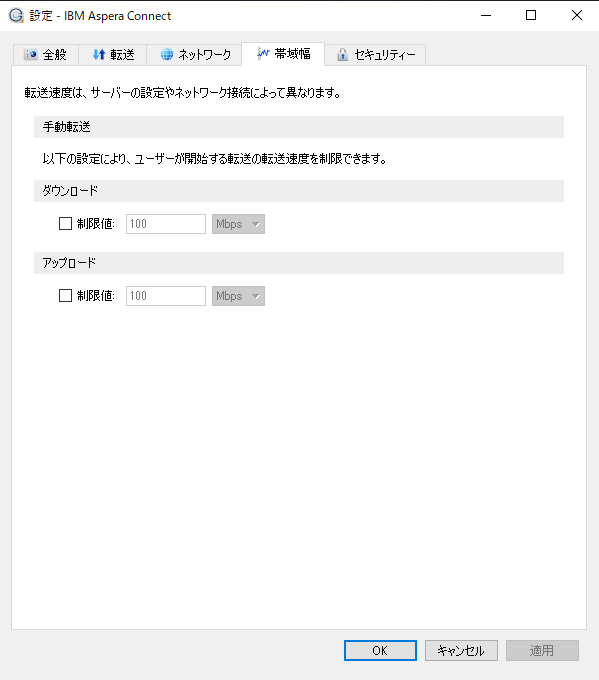 設定 - IBM Aspera Connect
全般 転送 ネットワーク 帯域幅 セキュリティー
転送速度は、サーバーの設定やネットワーク接続によって異なります。
手動転送
以下の設定により、ユーザーが開始する転送の転送速度を制限できます。
ダウンロード
制限値: 100 Mbps
アップロード
制限値: 100 Mbps
OK キャンセル 適用